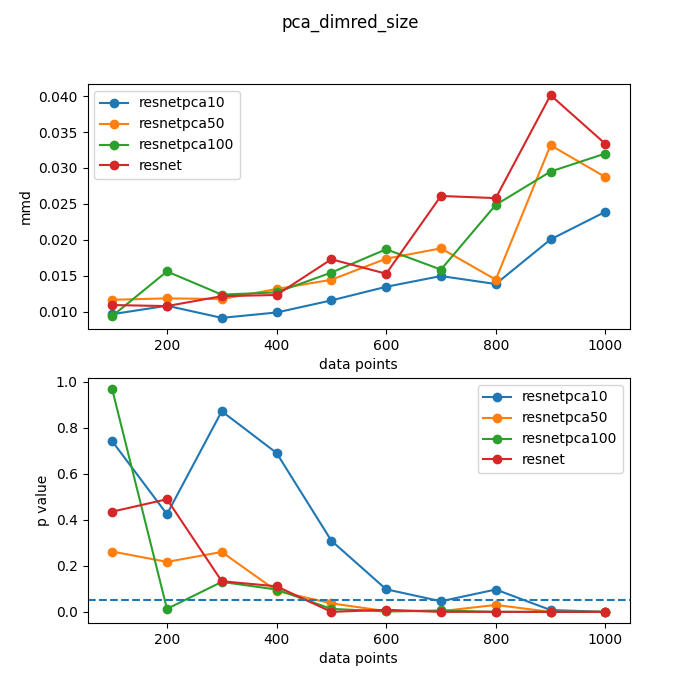 pca_dimred_size
0.040
0.035
0.030
0.025
0.020
0.015
0.010
mmd
resnetpca10
resnetpca50
resnetpca100
resnet
200 400 600 800 1000
data points
1.0
0.8
0.6
0.4
0.2
0.0
p value
resnetpca10
resnetpca50
resnetpca100
resnet
200 400 600 800 1000
data points